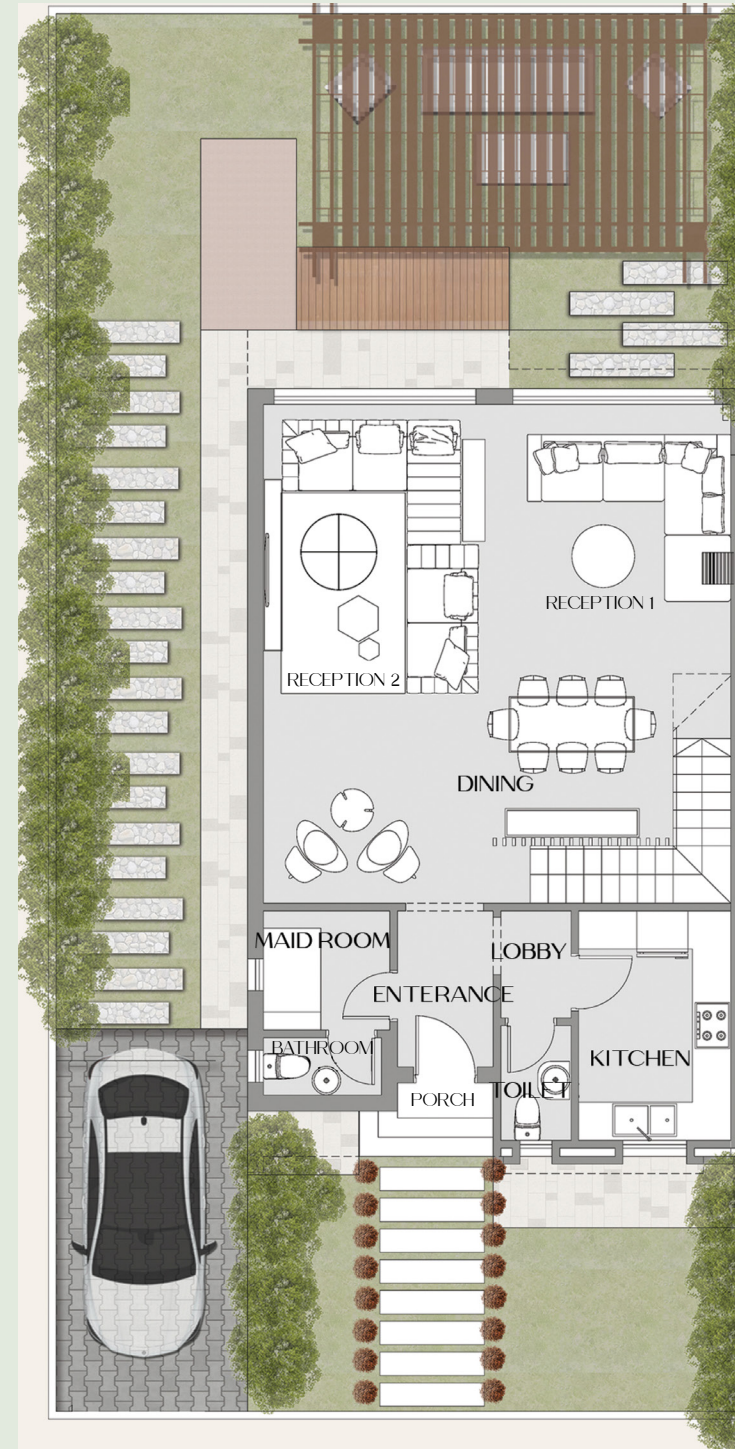 RECEPTION 1
RECEPTION 2
DINING
MAID ROOM
LOBBY
ENTERANCE
BATHROOM
KITCHEN
TOILET
PORCH